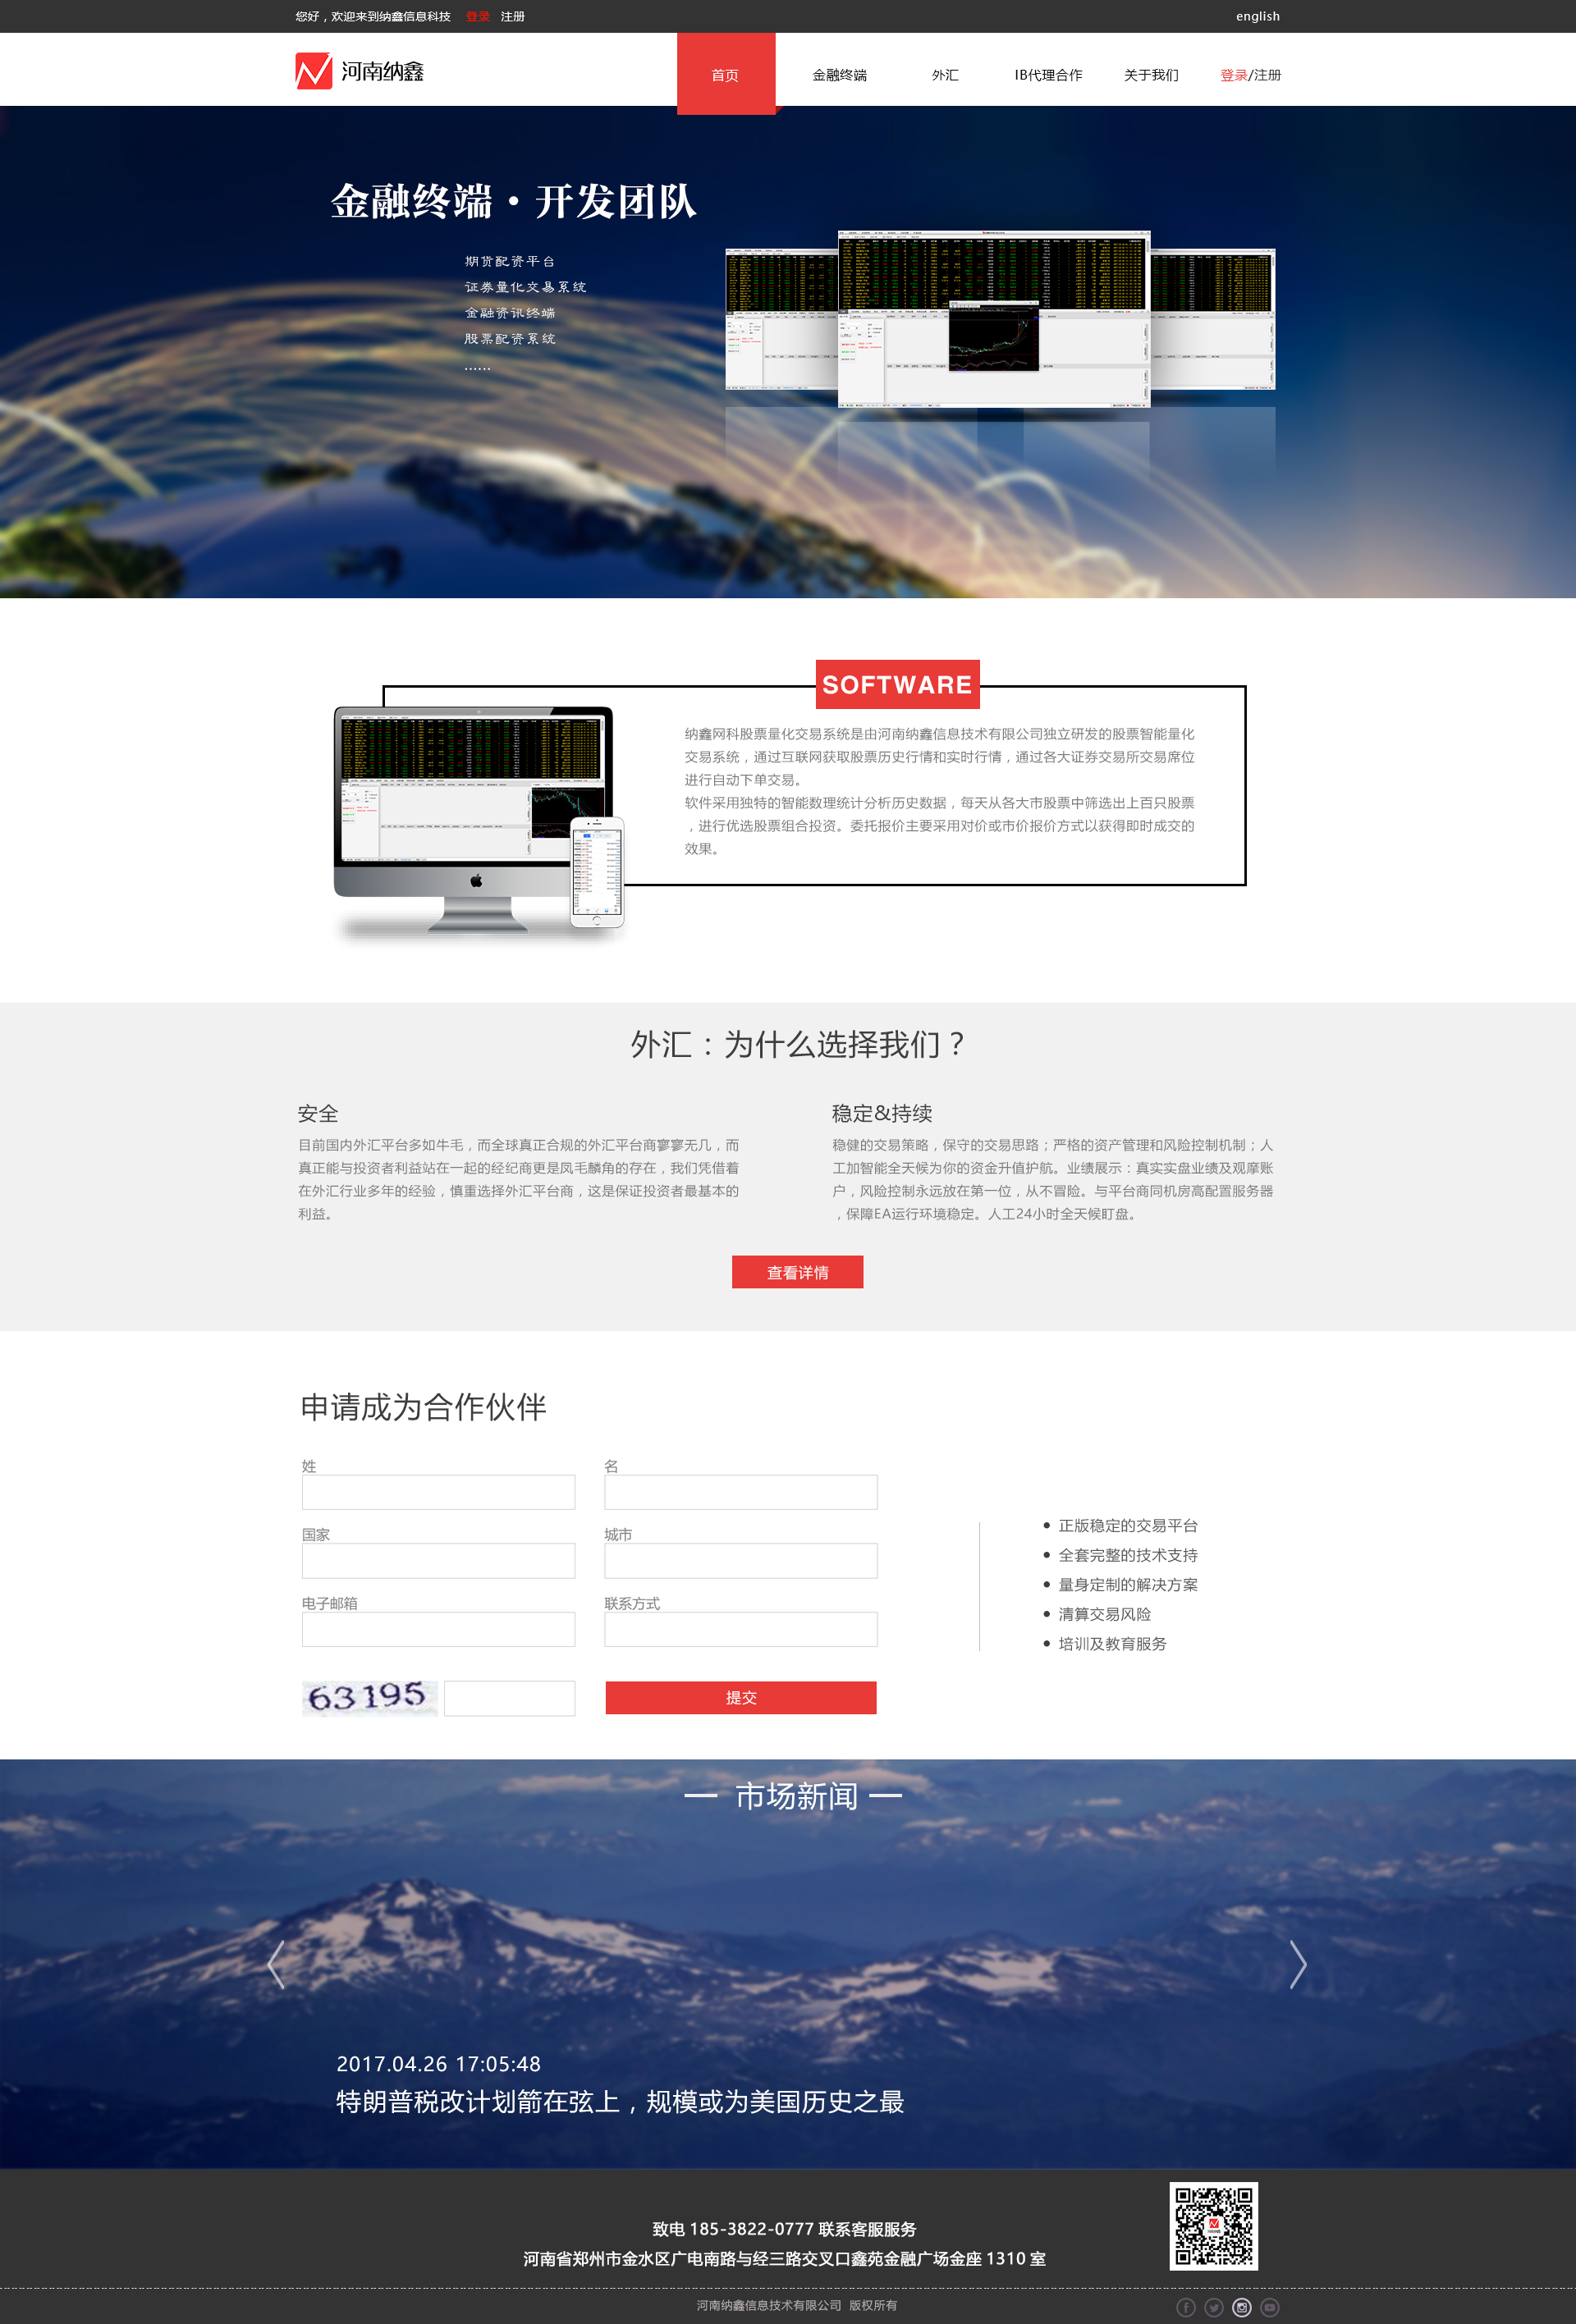 您好，欢迎来到纳鑫信息科技 登录 注册
english
河南纳鑫
首页 金融终端 外汇 IB代理合作 关于我们 登录/注册
金融终端·开发团队
期货配资平台
证券量化交易系统
金融资讯终端
股票配资系统
......
SOFTWARE
纳鑫网科股票量化交易系统是由河南纳鑫信息技术有限公司独立研发的股票智能量化
交易系统，通过互联网获取股票历史行情和实时行情，通过各大证券交易所交易席位
进行自动下单交易。
软件采用独特的智能数理统计分析历史数据，每天从各大市股票中筛选出上百只股票
，进行优选股票组合投资。委托报价主要采用对价或市价报价方式以获得即时成交的
效果。
外汇：为什么选择我们？
安全
目前国内外汇平台多如牛毛，而全球真正合规的外汇平台商寥寥无几，而
真正能与投资者利益站在一起的经纪商更是凤毛麟角的存在，我们凭借着
在外汇行业多年的经验，慎重选择外汇平台商，这是保证投资者最基本的
利益。
稳定&持续
稳健的交易策略，保守的交易思路；严格的资产管理和风险控制机制；人
工加智能全天候为你的资金升值护航。业绩展示：真实实盘业绩及观摩账
户，风险控制永远放在第一位，从不冒险。与平台商同机房高配置服务器
，保障EA运行环境稳定。人工24小时全天候盯盘。
查看详情
申请成为合作伙伴
姓 名
国家 城市
电子邮箱 联系方式
63195 提交
正版稳定的交易平台
全套完整的技术支持
量身定制的解决方案
清算交易风险
培训及教育服务
市场新闻
2017.04.26 17:05:48
特朗普税改计划箭在弦上，规模或为美国历史之最
致电 185-3822-0777 联系客服服务
河南省郑州市金水区广电南路与经三路交叉口鑫苑金融广场金座 1310 室
河南纳鑫信息技术有限公司 版权所有